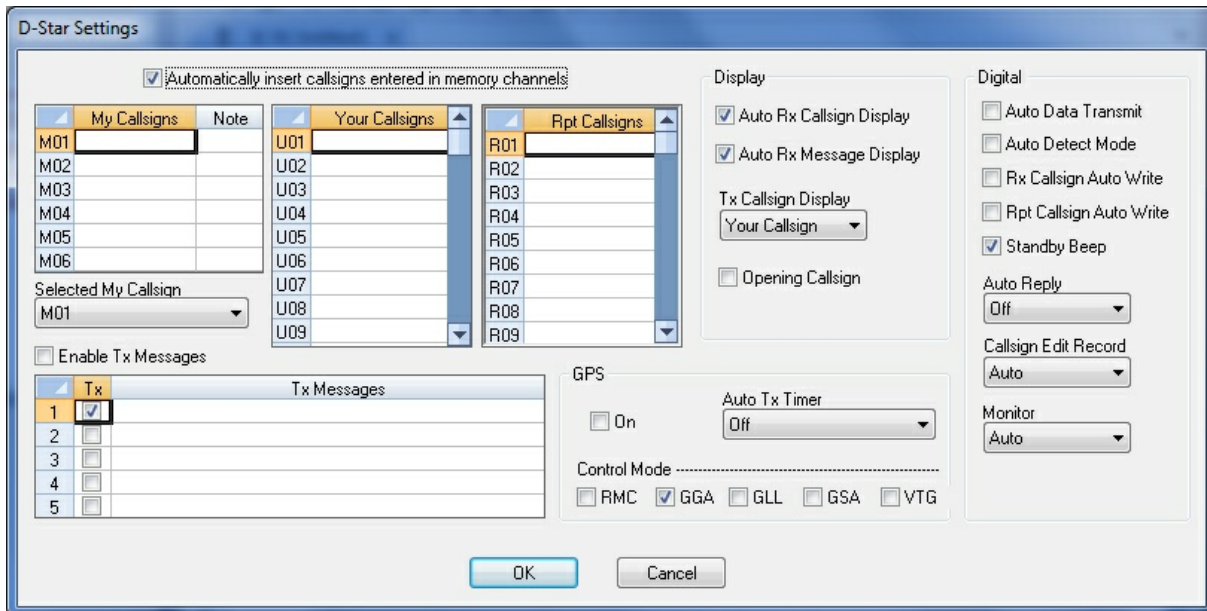 D-Star Settings
Automatically insert callsigns entered in memory channels
My Callsigns Note
M01
M02
M03
M04
M05
M06
Selected My Callsign
M01
Your Callsigns
U01
U02
U03
U04
U05
U06
U07
U08
U09
Rpt Callsigns
R01
R02
R03
R04
R05
R06
R07
R08
R09
Display
Auto Rx Callsign Display
Auto Rx Message Display
Tx Callsign Display
Your Callsign
Opening Callsign
Digital
Auto Data Transmit
Auto Detect Mode
Rx Callsign Auto Write
Rpt Callsign Auto Write
Standby Beep
Auto Reply
Off
Callsign Edit Record
Auto
Monitor
Auto
Enable Tx Messages
Tx Tx Messages
1
2
3
4
5
GPS
On
Auto Tx Timer
Off
Control Mode
RMC GGA GLL GSA VTG
OK Cancel